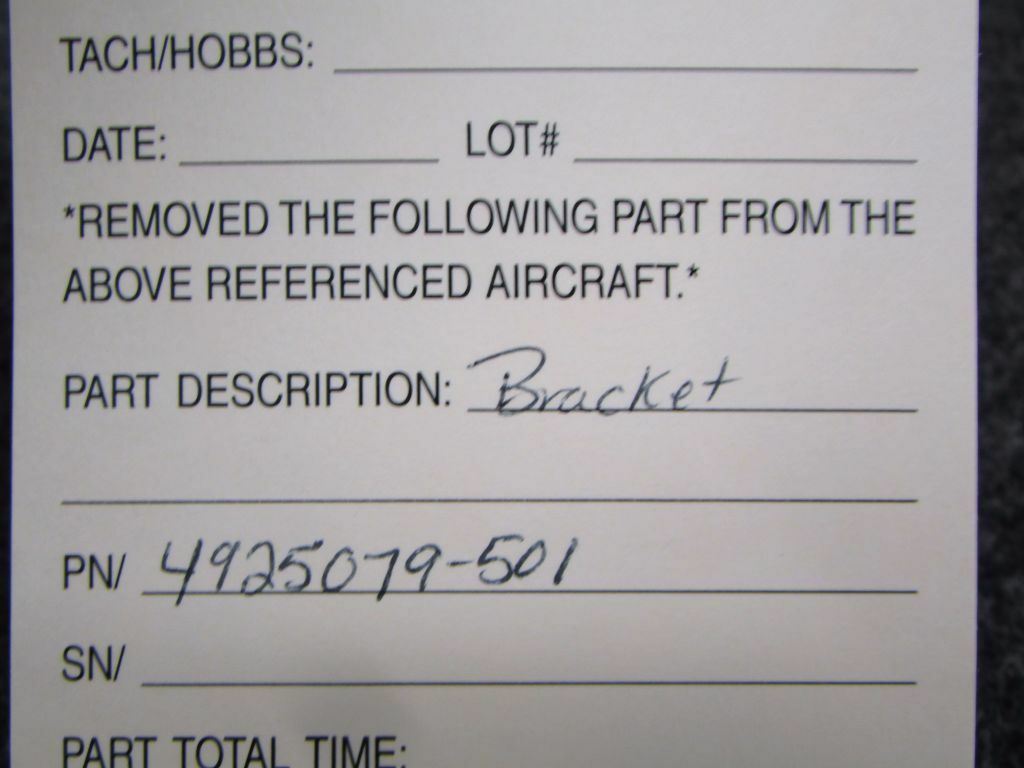 TACH/HOBBS:
DATE: LOT#
*REMOVED THE FOLLOWING PART FROM THE
ABOVE REFERENCED AIRCRAFT.*
PART DESCRIPTION: Bracket
PN/ 4925079-501
SN/
PART TOTAL TIME: